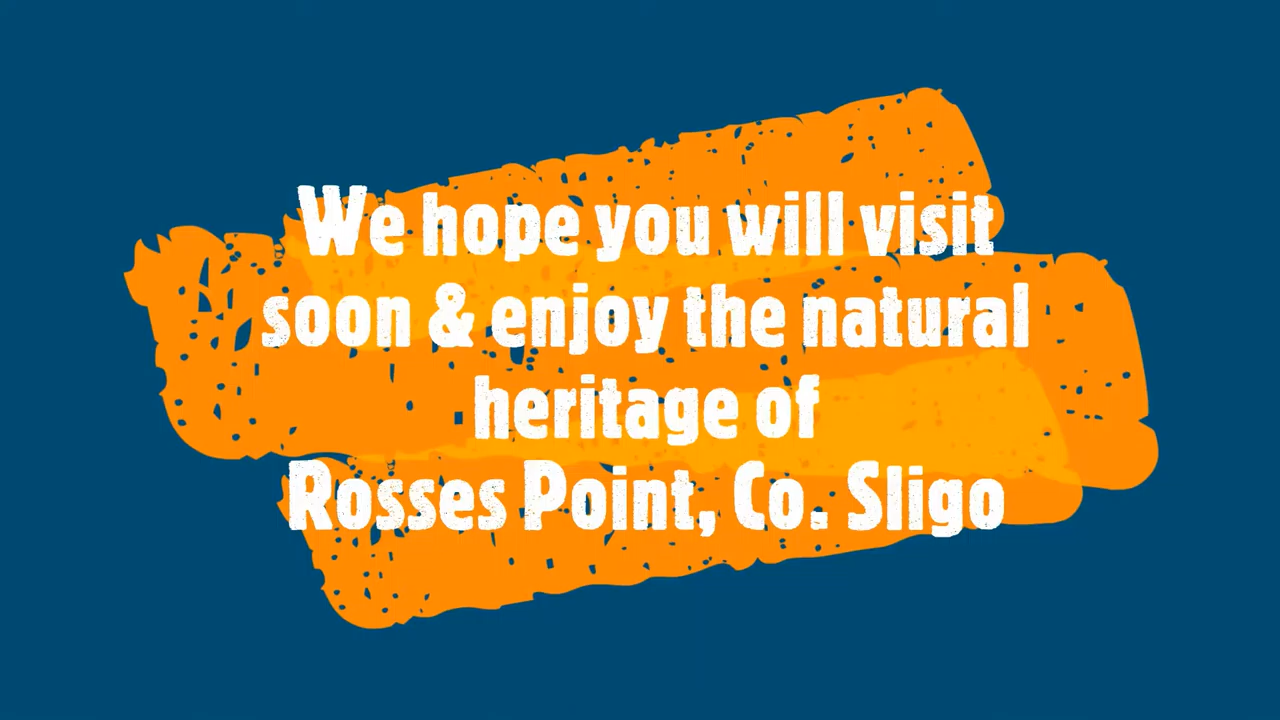 We hope you will visit
soon & enjoy the natural
heritage of
Rosses Point, Co. Sligo